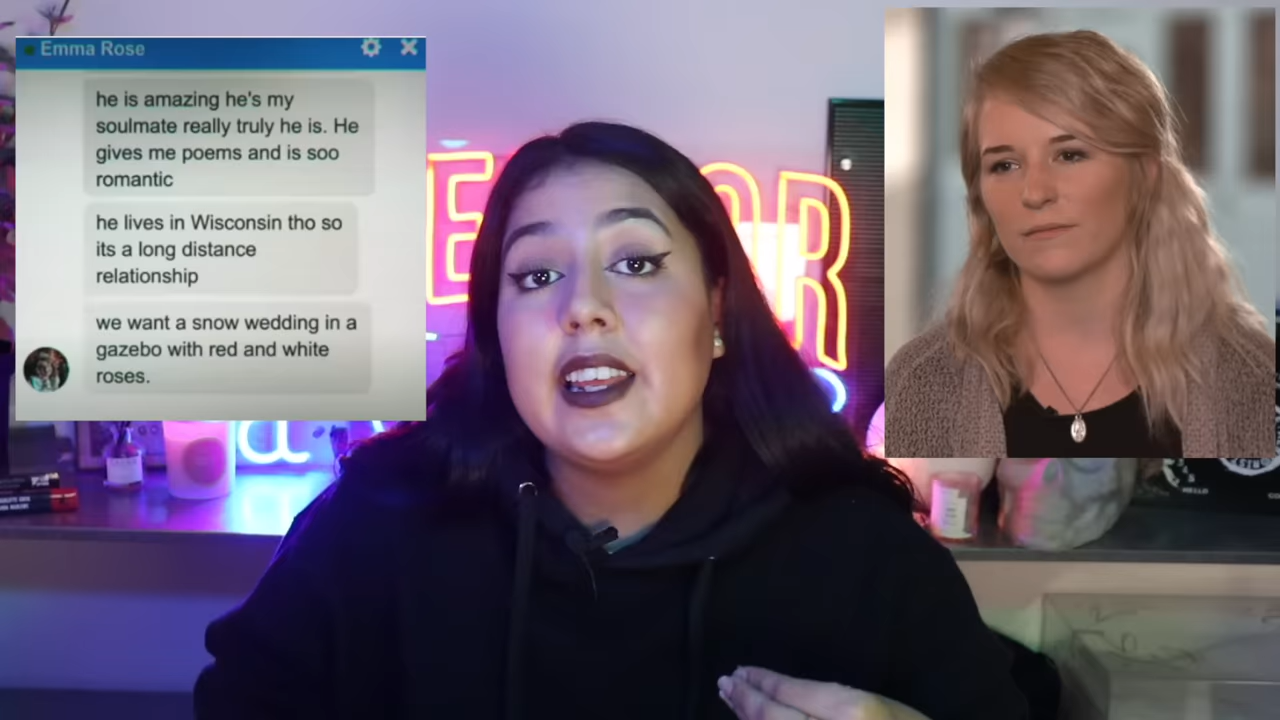 Emma Rose
he is amazing he's my
soulmate really truly he is. He
gives me poems and is soo
romantic
he lives in Wisconsin tho so
its a long distance
relationship
we want a snow wedding in a
gazebo with red and white
roses.
HELLO